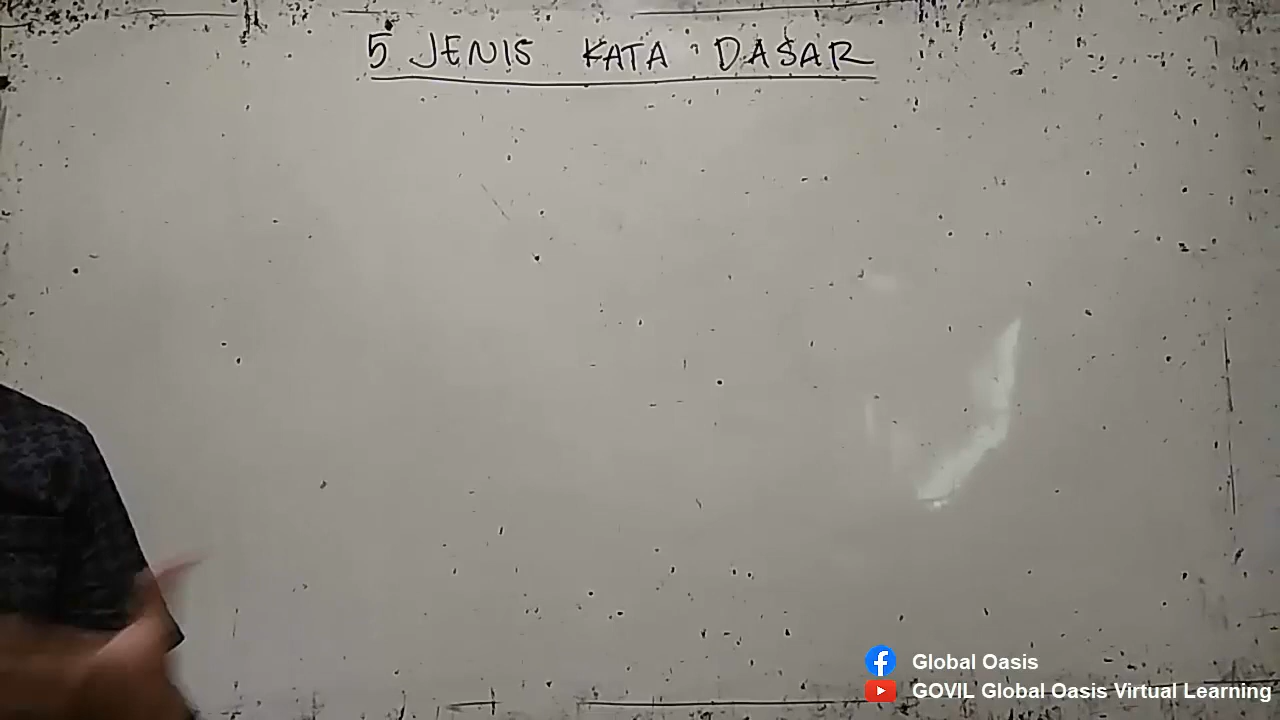 5 JENIS KATA DASAR
Global Oasis
GOVIL Global Oasis Virtual Learning